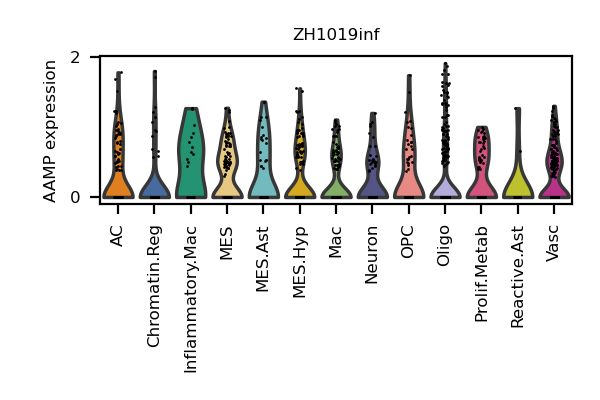 ZH1019inf
AAMP expression
2
0
AC
Chromatin.Reg
Inflammatory.Mac
MES
MES.Ast
MES.Hyp
Mac
Neuron
OPC
Oligo
Prolif.Metab
Reactive.Ast
Vasc